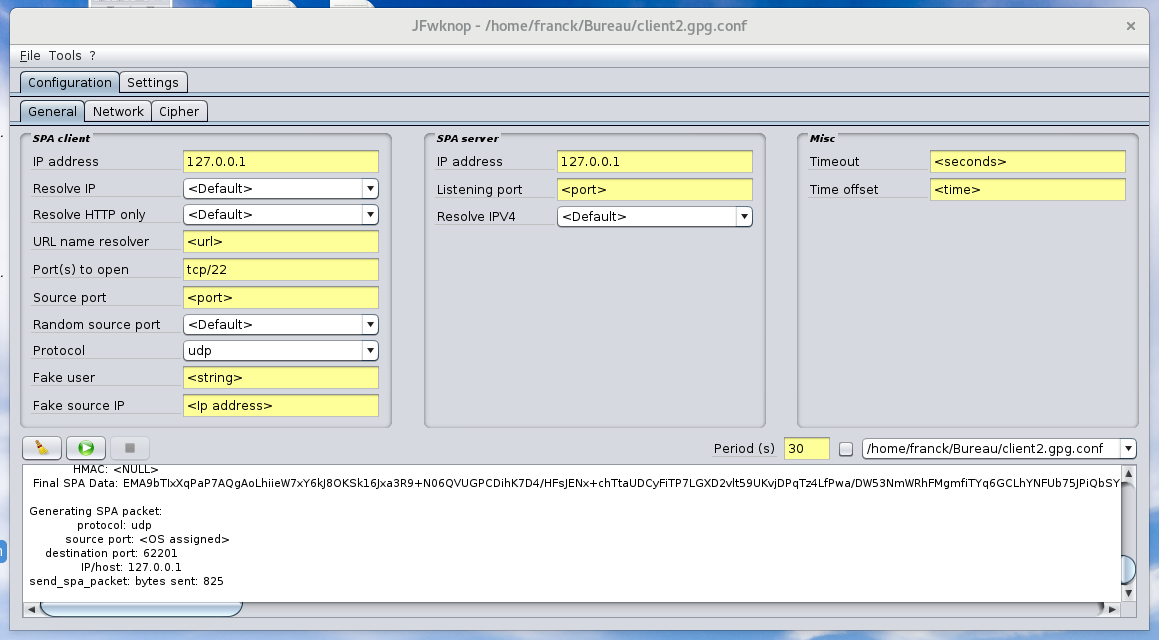 JFwknop - /home/franck/Bureau/client2.gpg.conf ×
File Tools ?
Configuration Settings
General Network Cipher
SPA client
IP address 127.0.0.1
Resolve IP <Default>
Resolve HTTP only <Default>
URL name resolver <url>
Port(s) to open tcp/22
Source port <port>
Random source port <Default>
Protocol udp
Fake user <string>
Fake source IP <Ip address>
SPA server
IP address 127.0.0.1
Listening port <port>
Resolve IPV4 <Default>
Misc
Timeout <seconds>
Time offset <time>
Period (s) 30 /home/franck/Bureau/client2.gpg.conf
HMAC: <NULL>
Final SPA Data: EMA9bTIxXqPaP7AQgAoLhiieW7xY6kJ8OKSk16Jxa3R9+N06QVUGPCDihK7D4/HFsJENx+chTtaUDCyFiTP7LGXD2vlt59UKvjDPqTz4LfPwa/DW53NmWRhFMgmfiTYq6GCLhYNFUb75JPiQbSY
Generating SPA packet:
protocol: udp
source port: <OS assigned>
destination port: 62201
IP/host: 127.0.0.1
send_spa_packet: bytes sent: 825